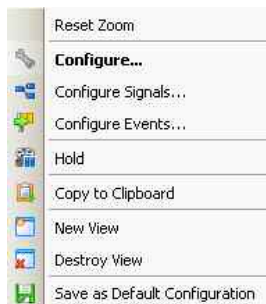 Reset Zoom
Configure...
Configure Signals...
Configure Events...
Hold
Copy to Clipboard
New View
Destroy View
Save as Default Configuration